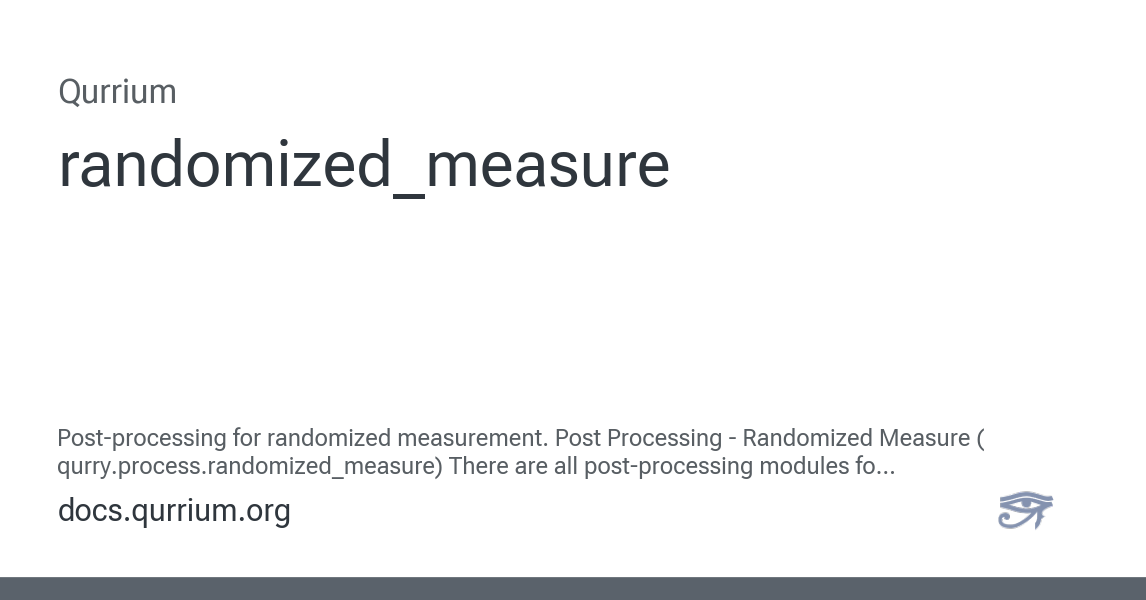 Qurrium
randomized_measure
Post-processing for randomized measurement. Post Processing - Randomized Measure (
qurry.process.randomized_measure) There are all post-processing modules fo...
docs.qurrium.org